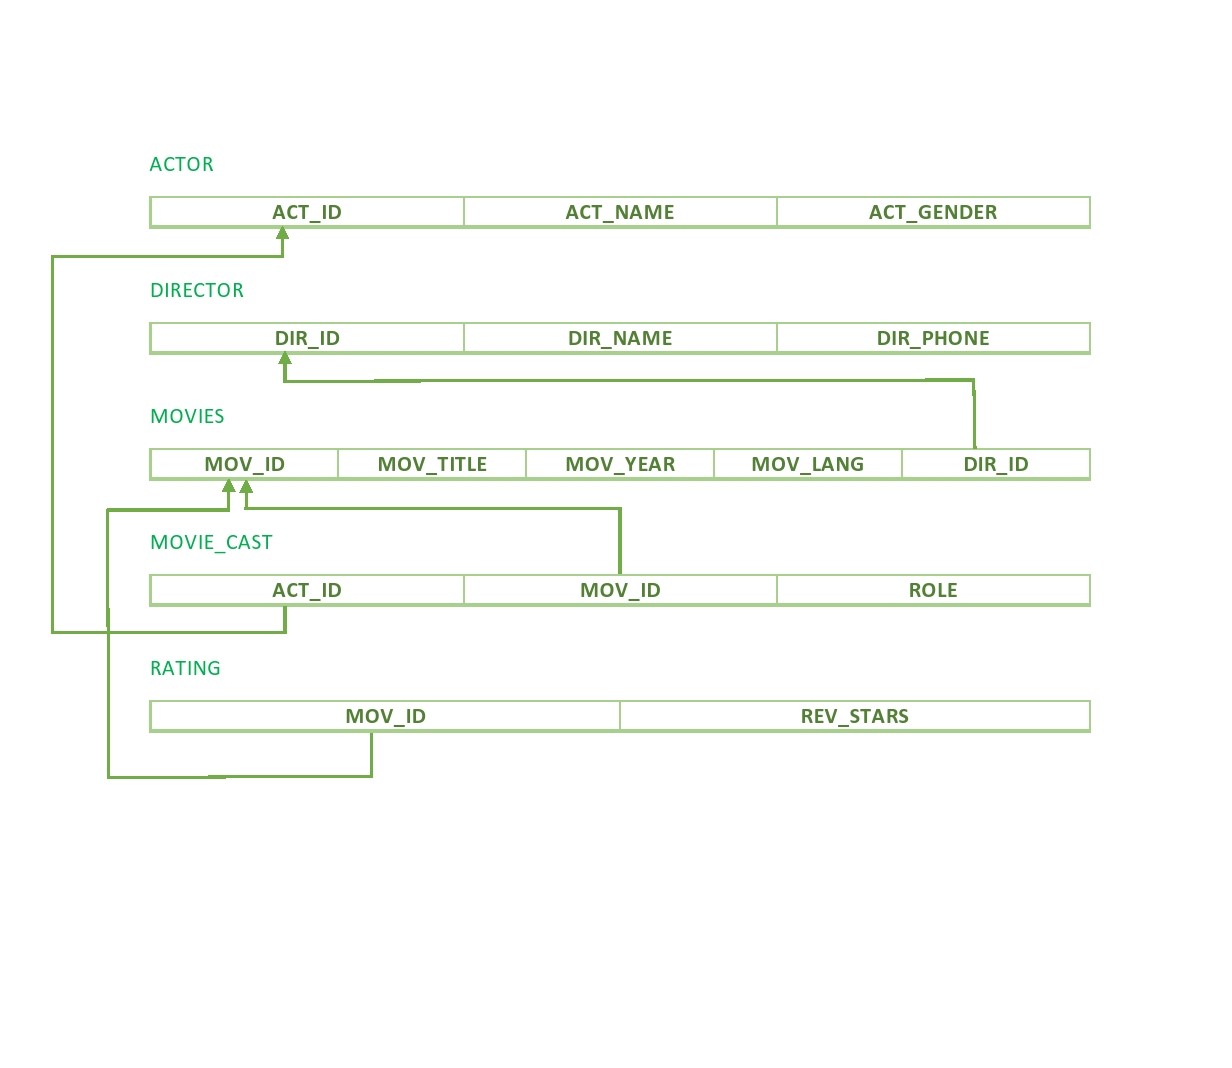 ACTOR
ACT_ID ACT_NAME ACT_GENDER
DIRECTOR
DIR_ID DIR_NAME DIR_PHONE
MOVIES
MOV_ID MOV_TITLE MOV_YEAR MOV_LANG DIR_ID
MOVIE_CAST
ACT_ID MOV_ID ROLE
RATING
MOV_ID REV_STARS